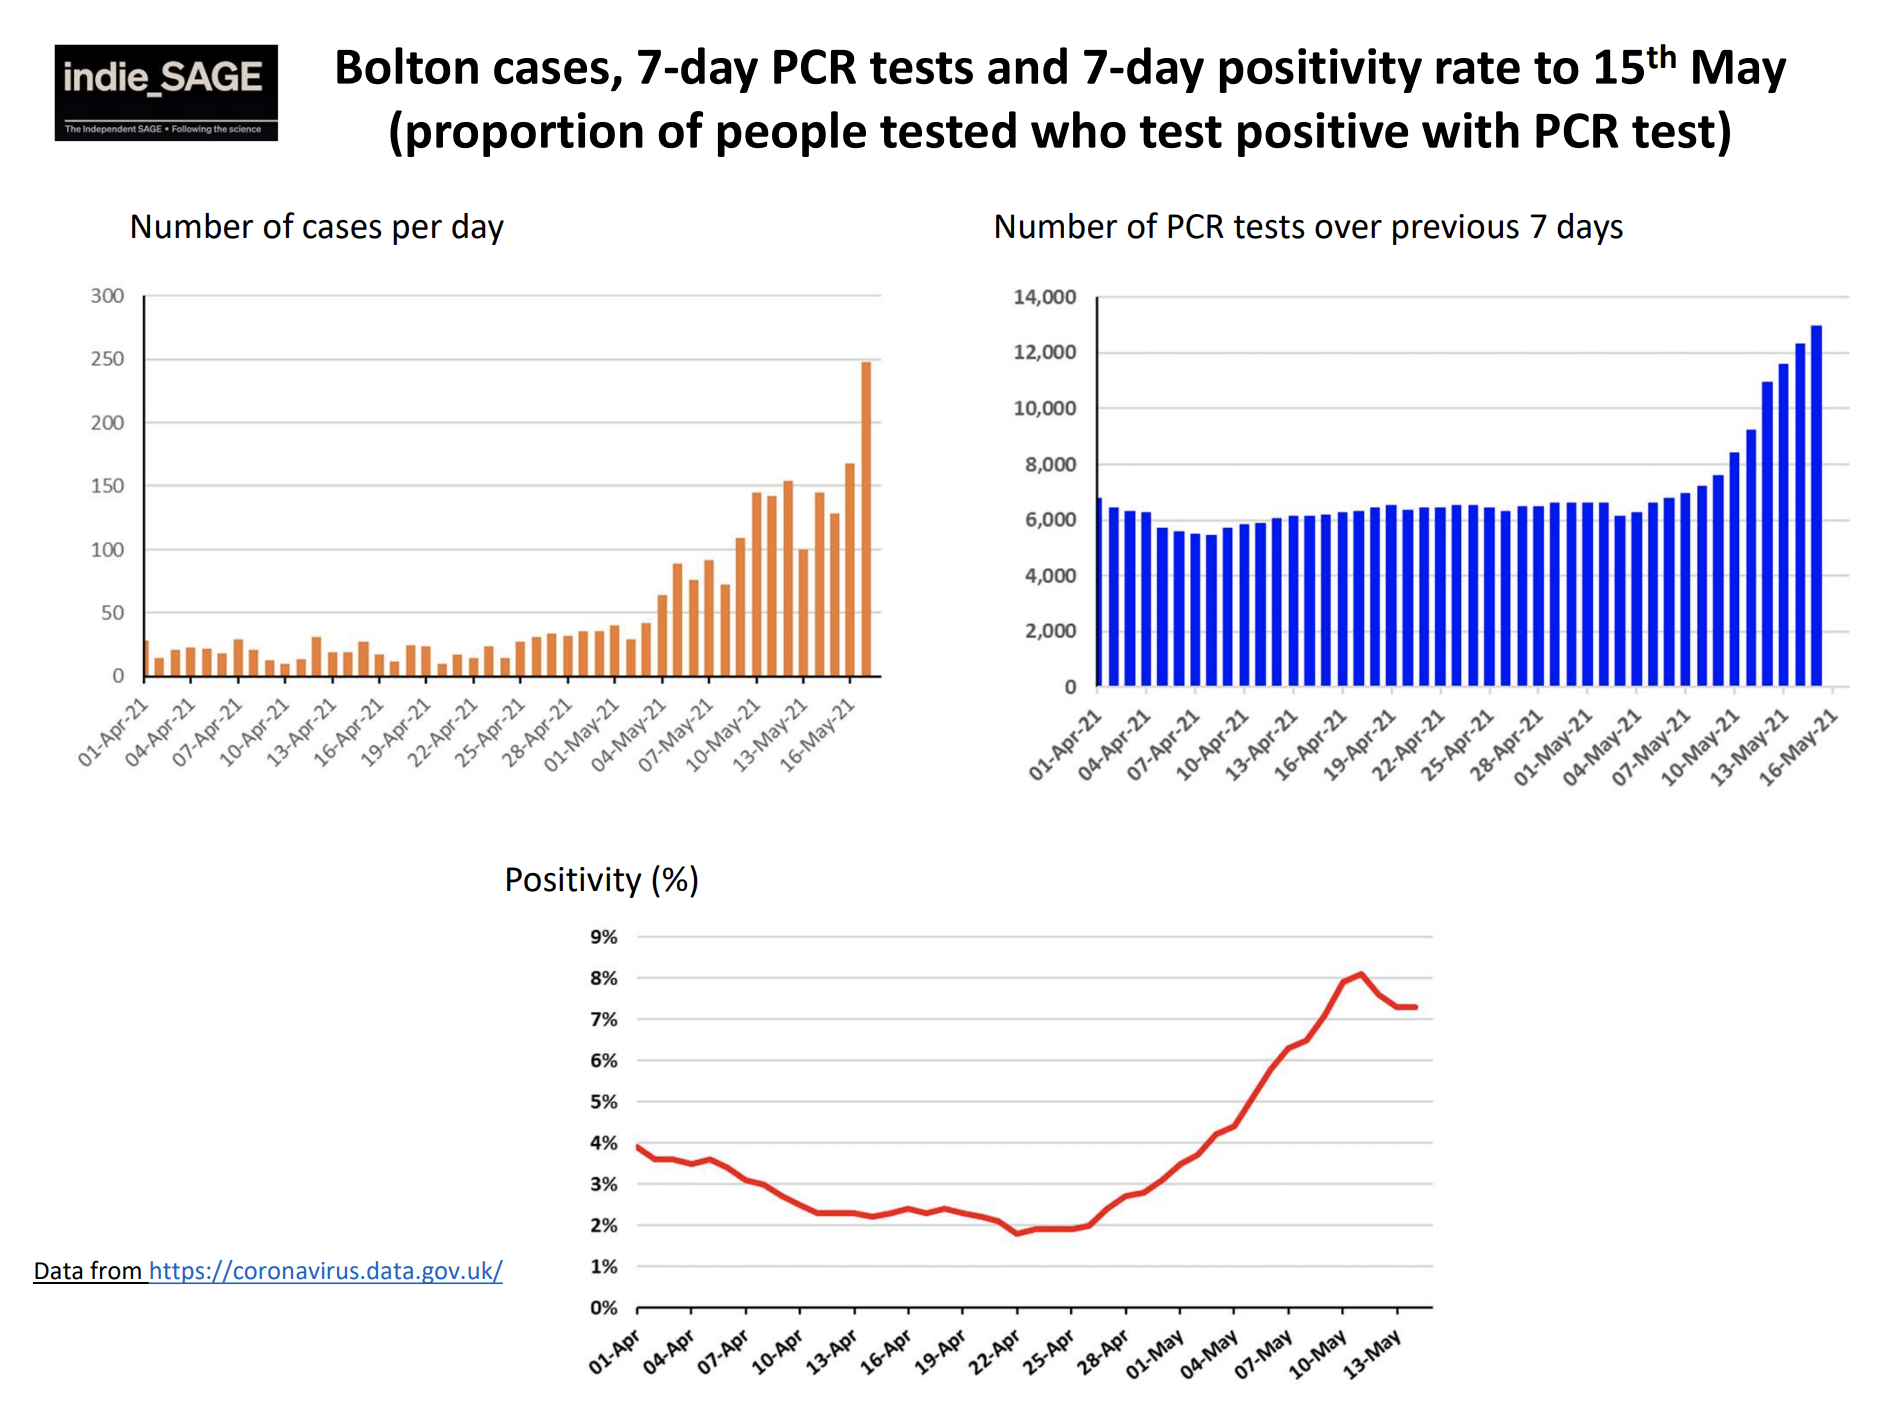 indie_SAGE
The Independent SAGE • Following the science
Bolton cases, 7-day PCR tests and 7-day positivity rate to 15th May
(proportion of people tested who test positive with PCR test)
Number of cases per day
300
250
200
150
100
50
0
01-Apr-21
04-Apr-21
07-Apr-21
10-Apr-21
13-Apr-21
16-Apr-21
19-Apr-21
22-Apr-21
25-Apr-21
28-Apr-21
01-May-21
04-May-21
07-May-21
10-May-21
13-May-21
16-May-21
Number of PCR tests over previous 7 days
14,000
12,000
10,000
8,000
6,000
4,000
2,000
0
01-Apr-21
04-Apr-21
07-Apr-21
10-Apr-21
13-Apr-21
16-Apr-21
19-Apr-21
22-Apr-21
25-Apr-21
28-Apr-21
01-May-21
04-May-21
07-May-21
10-May-21
13-May-21
16-May-21
Positivity (%)
9%
8%
7%
6%
5%
4%
3%
2%
1%
0%
01-Apr
04-Apr
07-Apr
10-Apr
13-Apr
16-Apr
19-Apr
22-Apr
25-Apr
28-Apr
01-May
04-May
07-May
10-May
13-May
Data from https://coronavirus.data.gov.uk/